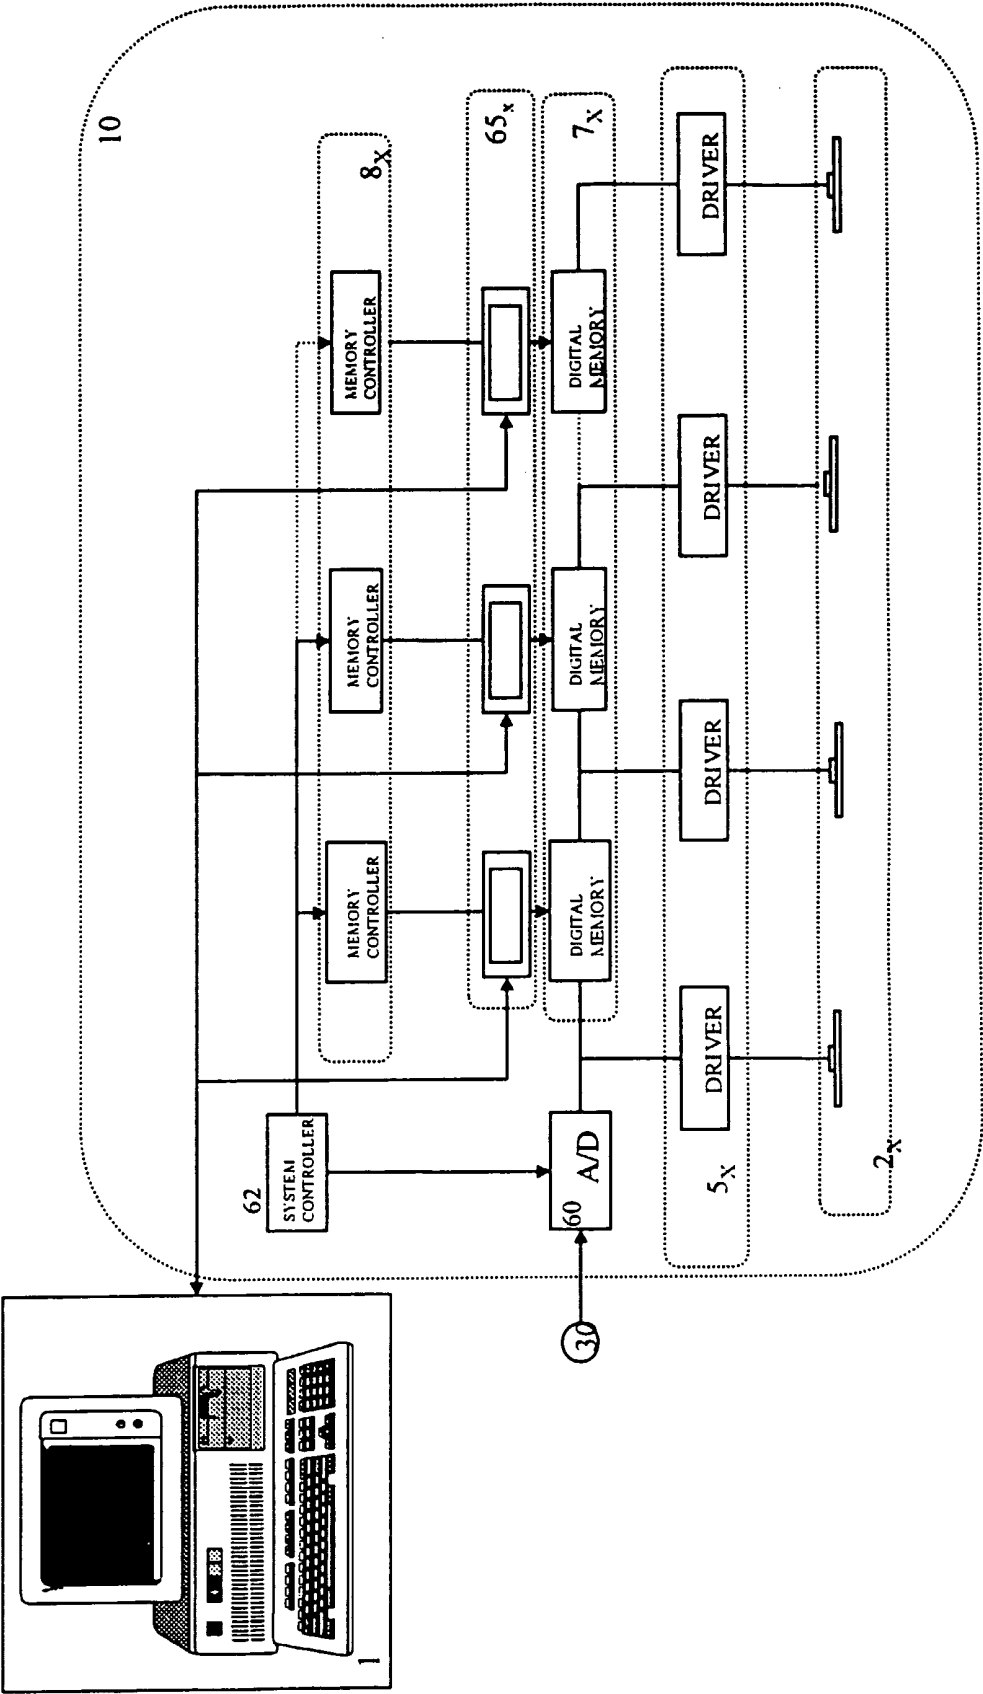 10
8x
65x
7x
MEMORY
CONTROLLER
MEMORY
CONTROLLER
MEMORY
CONTROLLER
DIGITAL
MEMORY
DIGITAL
MEMORY
DIGITAL
MEMORY
DRIVER
DRIVER
DRIVER
DRIVER
62
SYSTEM
CONTROLLER
60
A/D
5X
2X
30
1